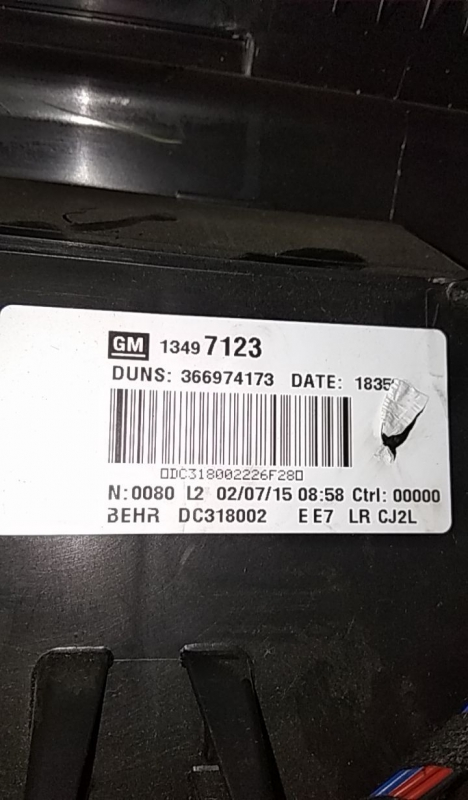 GM 13497123
DUNS: 366974173 DATE: 1835
▯DC318002226F28▯
N:0080 L2 02/07/15 08:58 Ctrl: 00000
BEHR DC318002 E E7 LR CJ2L